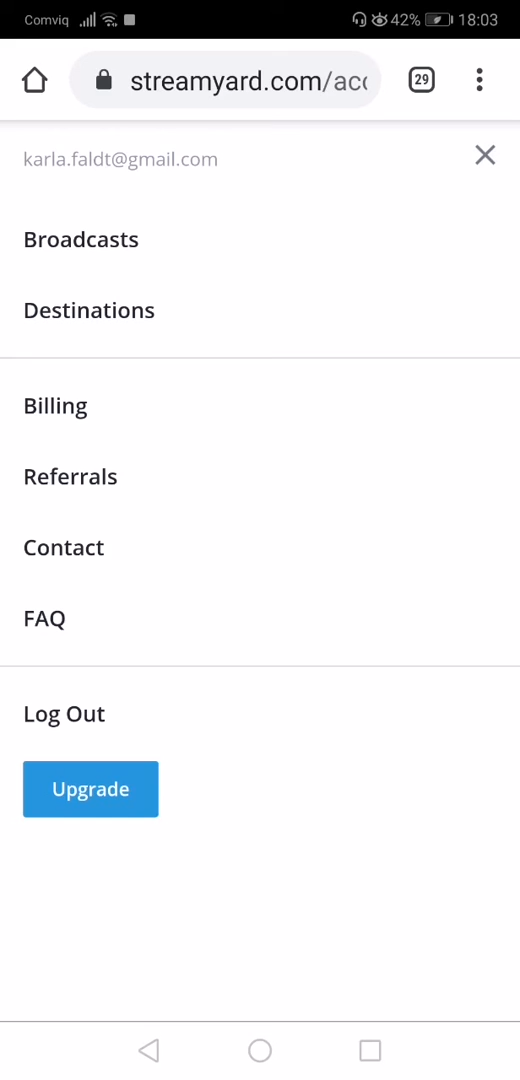 Comviq 42% 18:03
streamyard.com/acc 29
karla.faldt@gmail.com
Broadcasts
Destinations
Billing
Referrals
Contact
FAQ
Log Out
Upgrade